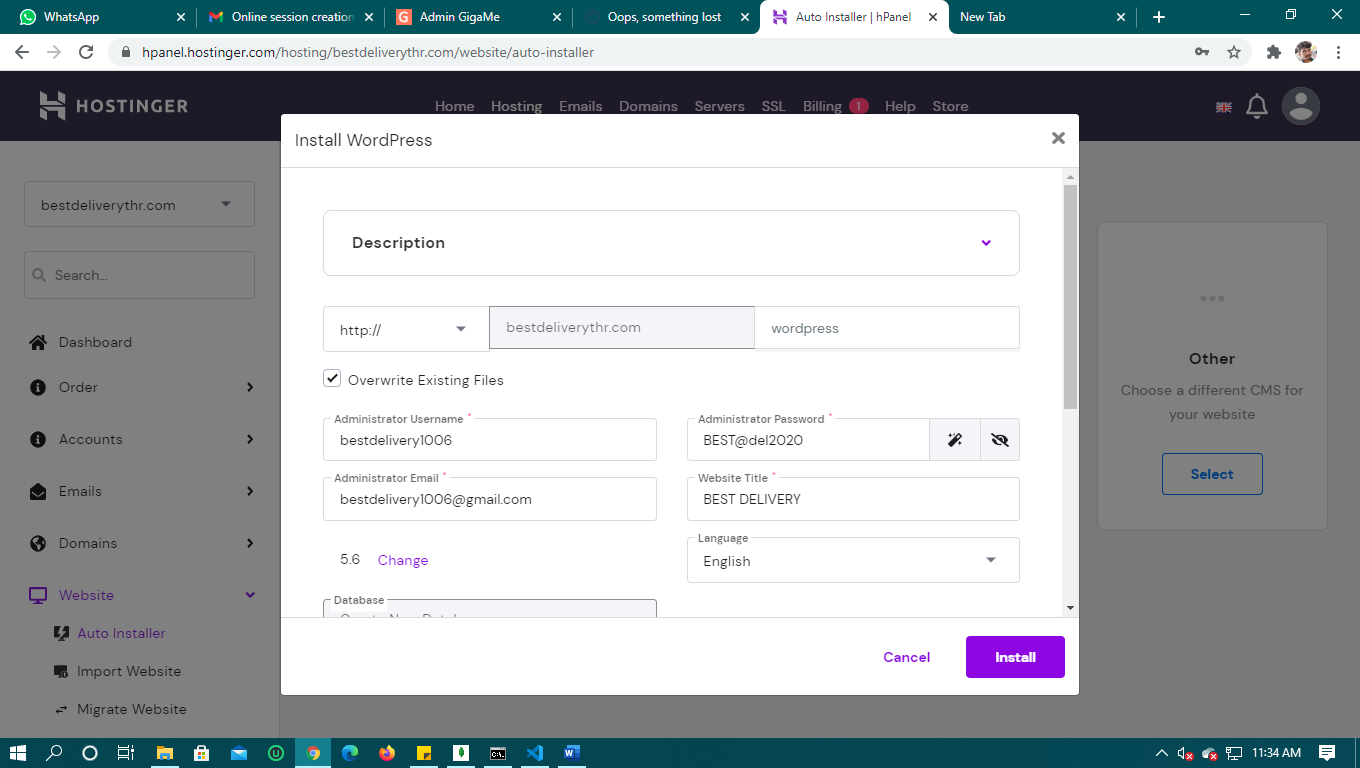 WhatsApp
Online session creation
Admin GigaMe
Oops, something lost
Auto Installer | hPanel
New Tab
hpanel.hostinger.com/hosting/bestdeliverythr.com/website/auto-installer
HOSTINGER
Home Hosting Emails Domains Servers SSL Billing 1 Help Store
Install WordPress
bestdeliverythr.com
Search...
Dashboard
Order
Accounts
Emails
Domains
Website
Auto Installer
Import Website
Migrate Website
Description
http://
bestdeliverythr.com
wordpress
Overwrite Existing Files
Administrator Username *
bestdelivery1006
Administrator Password *
BEST@del2020
Administrator Email *
bestdelivery1006@gmail.com
Website Title *
BEST DELIVERY
5.6 Change
Language
English
Database
Cancel
Install
Other
Choose a different CMS for
your website
Select
11:34 AM